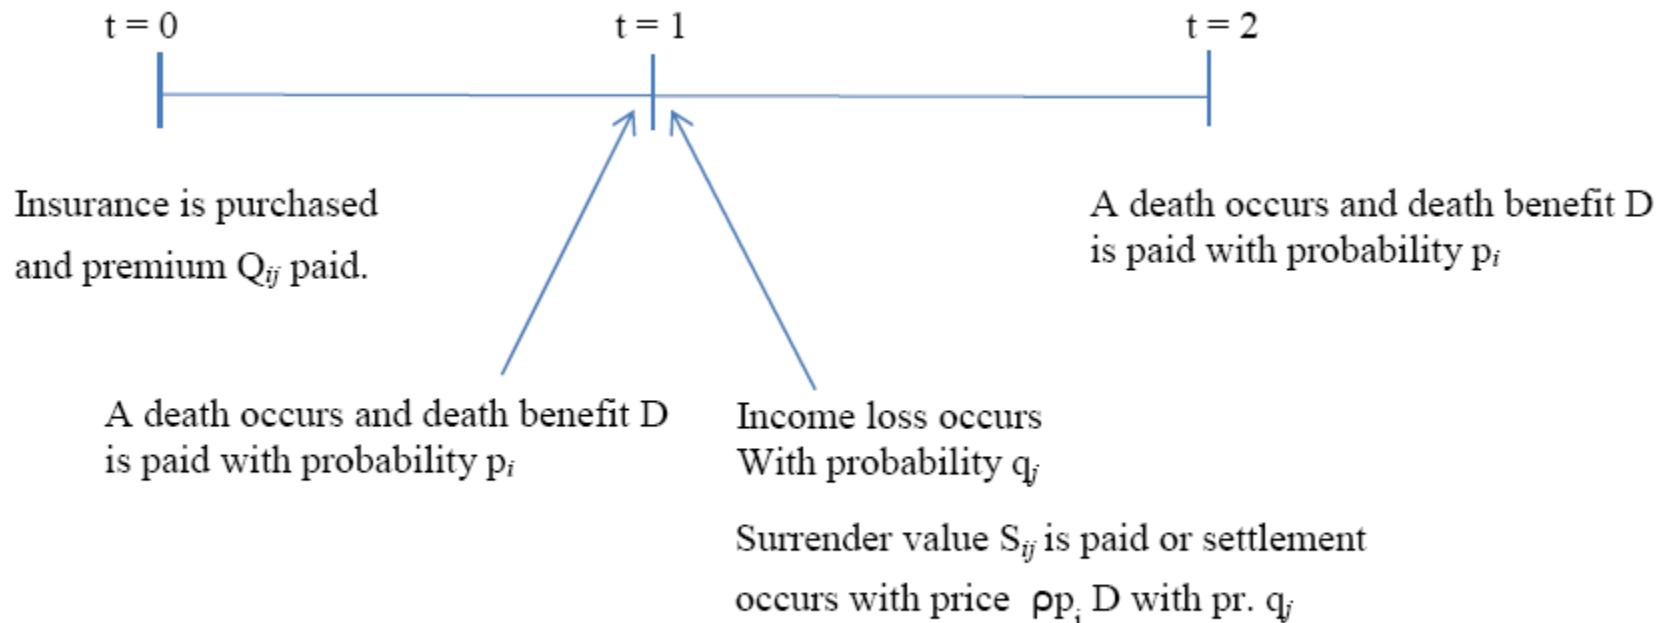 t = 0
t = 1
t = 2
Insurance is purchased
and premium Qij paid.
A death occurs and death benefit D
is paid with probability pi
A death occurs and death benefit D
is paid with probability pi
Income loss occurs
With probability qj
Surrender value Sij is paid or settlement
occurs with price ρpi D with pr. qj